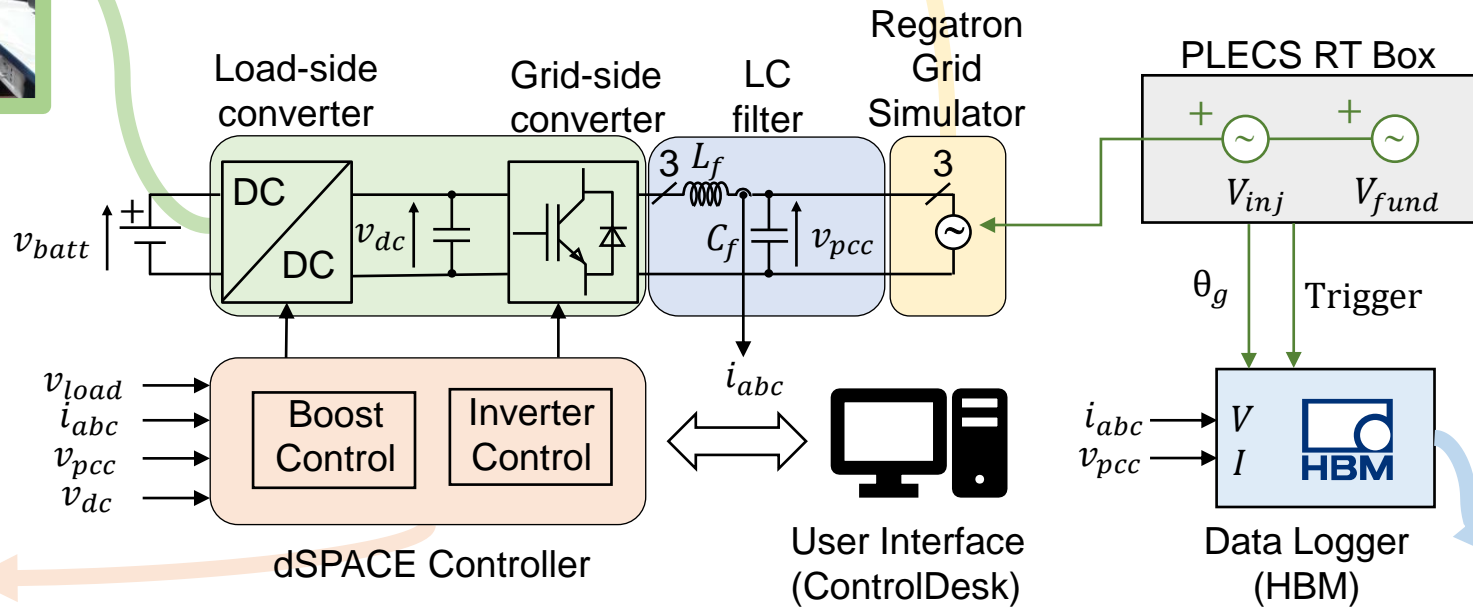 Load-side
converter
Grid-side
converter
LC
filter
Regatron
Grid
Simulator
PLECS RT Box
DC
DC
v_batt
+
v_dc
3
L_f
C_f
v_pcc
3
~
+
~
+
~
V_inj
V_fund
θ_g
Trigger
i_abc
v_load
i_abc
v_pcc
v_dc
Boost
Control
Inverter
Control
dSPACE Controller
User Interface
(ControlDesk)
i_abc
v_pcc
V
I
HBM
Data Logger
(HBM)